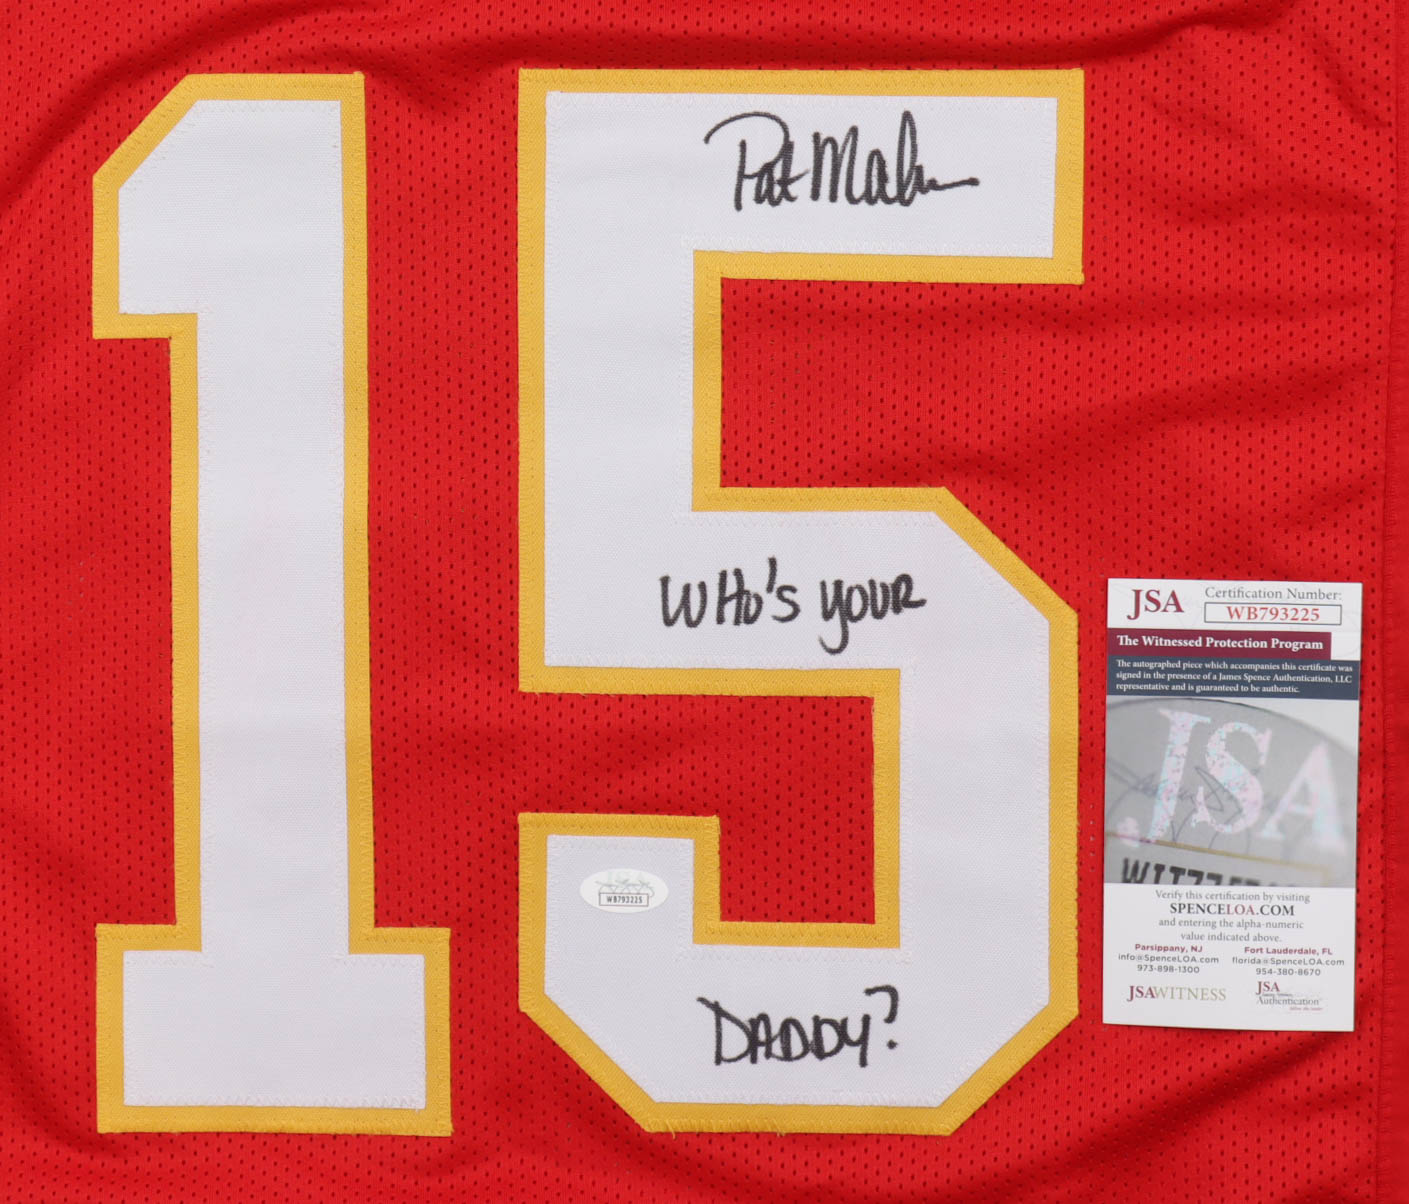 15
Pat Mah
WHO'S YOUR
DADDY?
WB793225
JSA
Certification Number:
WB793225
The Witnessed Protection Program
The autographed piece which accompanies this certificate was
signed in the presence of a James Spence Authentication, LLC
representative and is guaranteed to be authentic.
JSA
Verify this certification by visiting
SPENCELOA.COM
and entering the alpha-numeric
value indicated above.
Parsippany, NJ
info@SpenceLOA.com
973-898-1300
Fort Lauderdale, FL
florida@SpenceLOA.com
954-380-8670
JSAWITNESS
JSA
Authentication